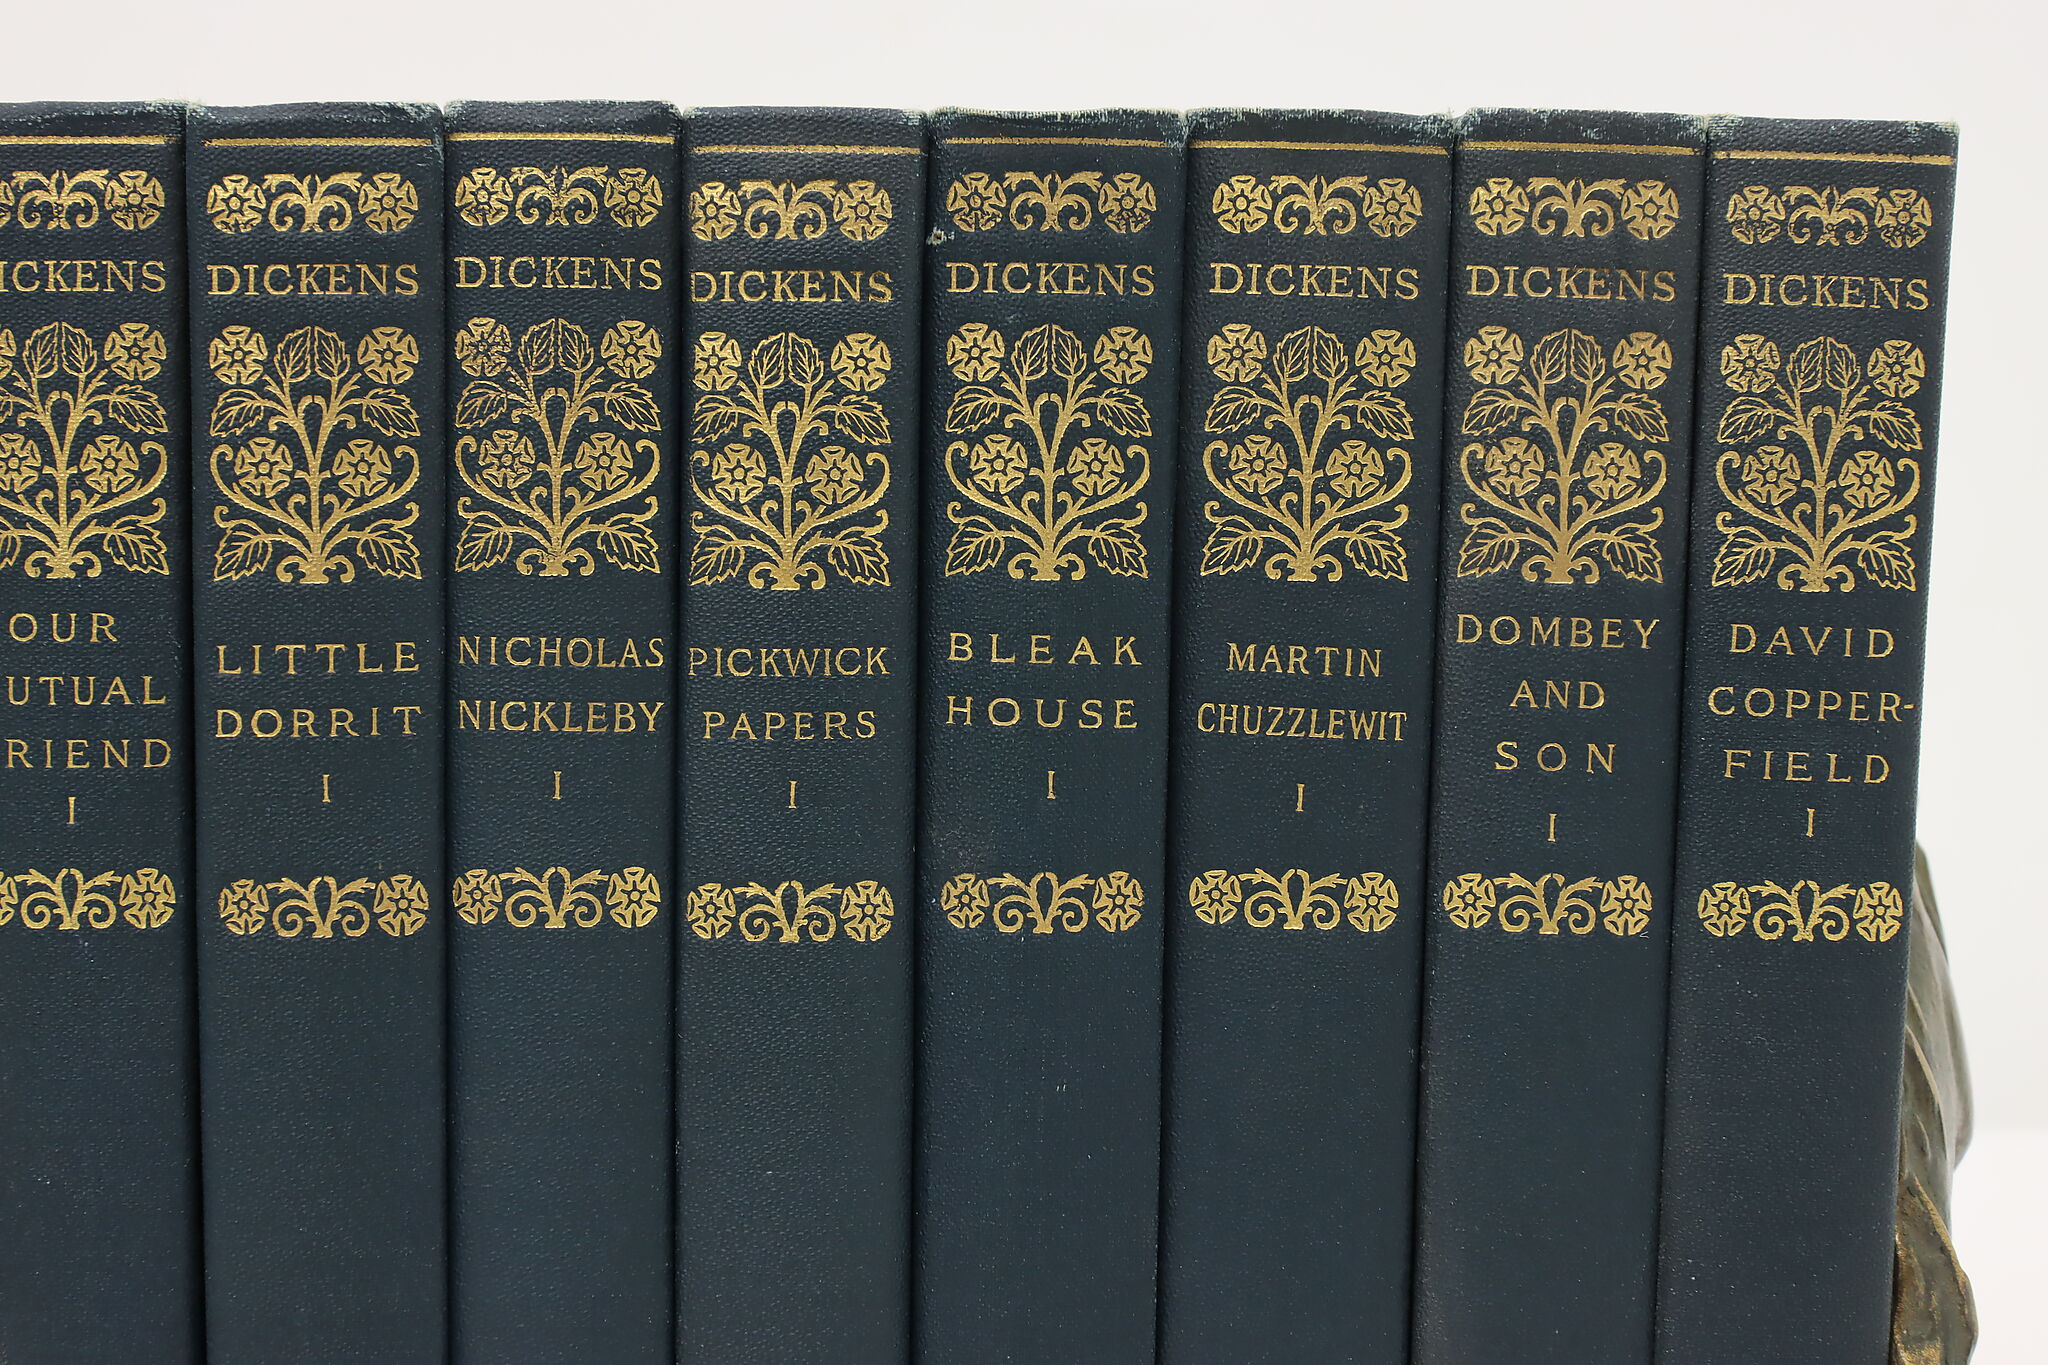 ICKENS
OUR
UTUAL
RIEND
I
DICKENS
LITTLE
DORRIT
I
DICKENS
NICHOLAS
NICKLEBY
I
DICKENS
PICKWICK
PAPERS
I
DICKENS
BLEAK
HOUSE
I
DICKENS
MARTIN
CHUZZLEWIT
I
DICKENS
DOMBEY
AND
SON
I
DICKENS
DAVID
COPPER-
FIELD
I